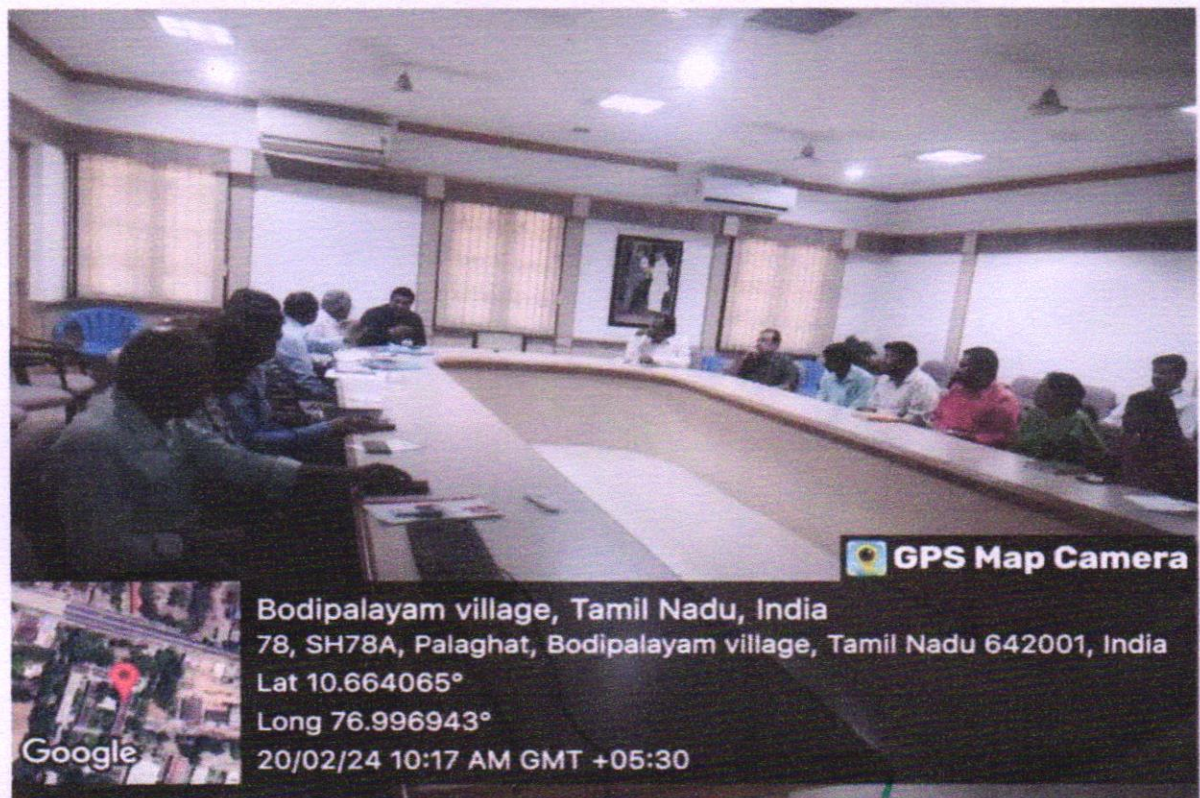 GPS Map Camera
Bodipalayam village, Tamil Nadu, India
78, SH78A, Palaghat, Bodipalayam village, Tamil Nadu 642001, India
Lat 10.664065°
Long 76.996943°
20/02/24 10:17 AM GMT +05:30
Google